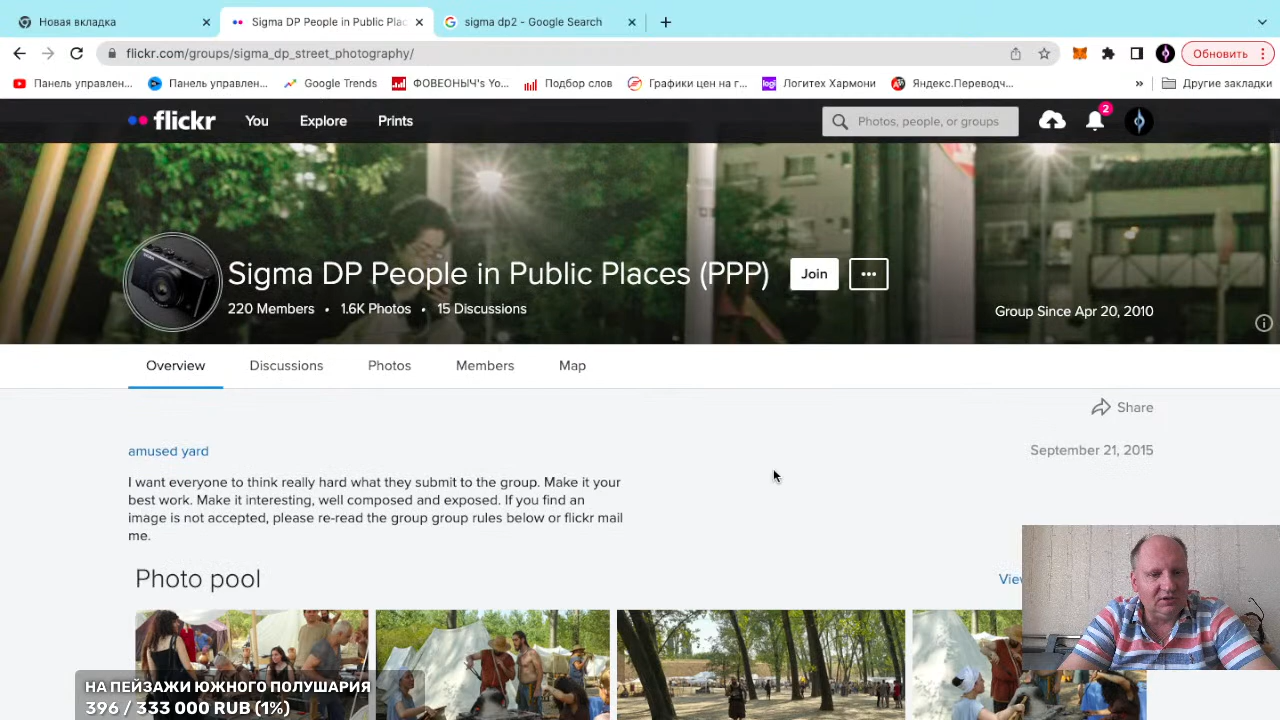 Новая вкладка
Sigma DP People in Public Plac
sigma dp2 - Google Search
flickr.com/groups/sigma_dp_street_photography/
Обновить
Панель управлен...
Панель управлен...
Google Trends
ФОВЕОНЫЧ's Yo...
Подбор слов
Графики цен на г...
Логитех Хармони
Яндекс.Переводч...
»
Другие закладки
flickr
You
Explore
Prints
Photos, people, or groups
2
Sigma DP People in Public Places (PPP)
Join
220 Members • 1.6K Photos • 15 Discussions
Group Since Apr 20, 2010
Overview
Discussions
Photos
Members
Map
Share
amused yard
September 21, 2015
I want everyone to think really hard what they submit to the group. Make it your
best work. Make it interesting, well composed and exposed. If you find an
image is not accepted, please re-read the group group rules below or flickr mail
me.
Photo pool
НА ПЕЙЗАЖИ ЮЖНОГО ПОЛУШАРИЯ
396 / 333 000 RUB (1%)